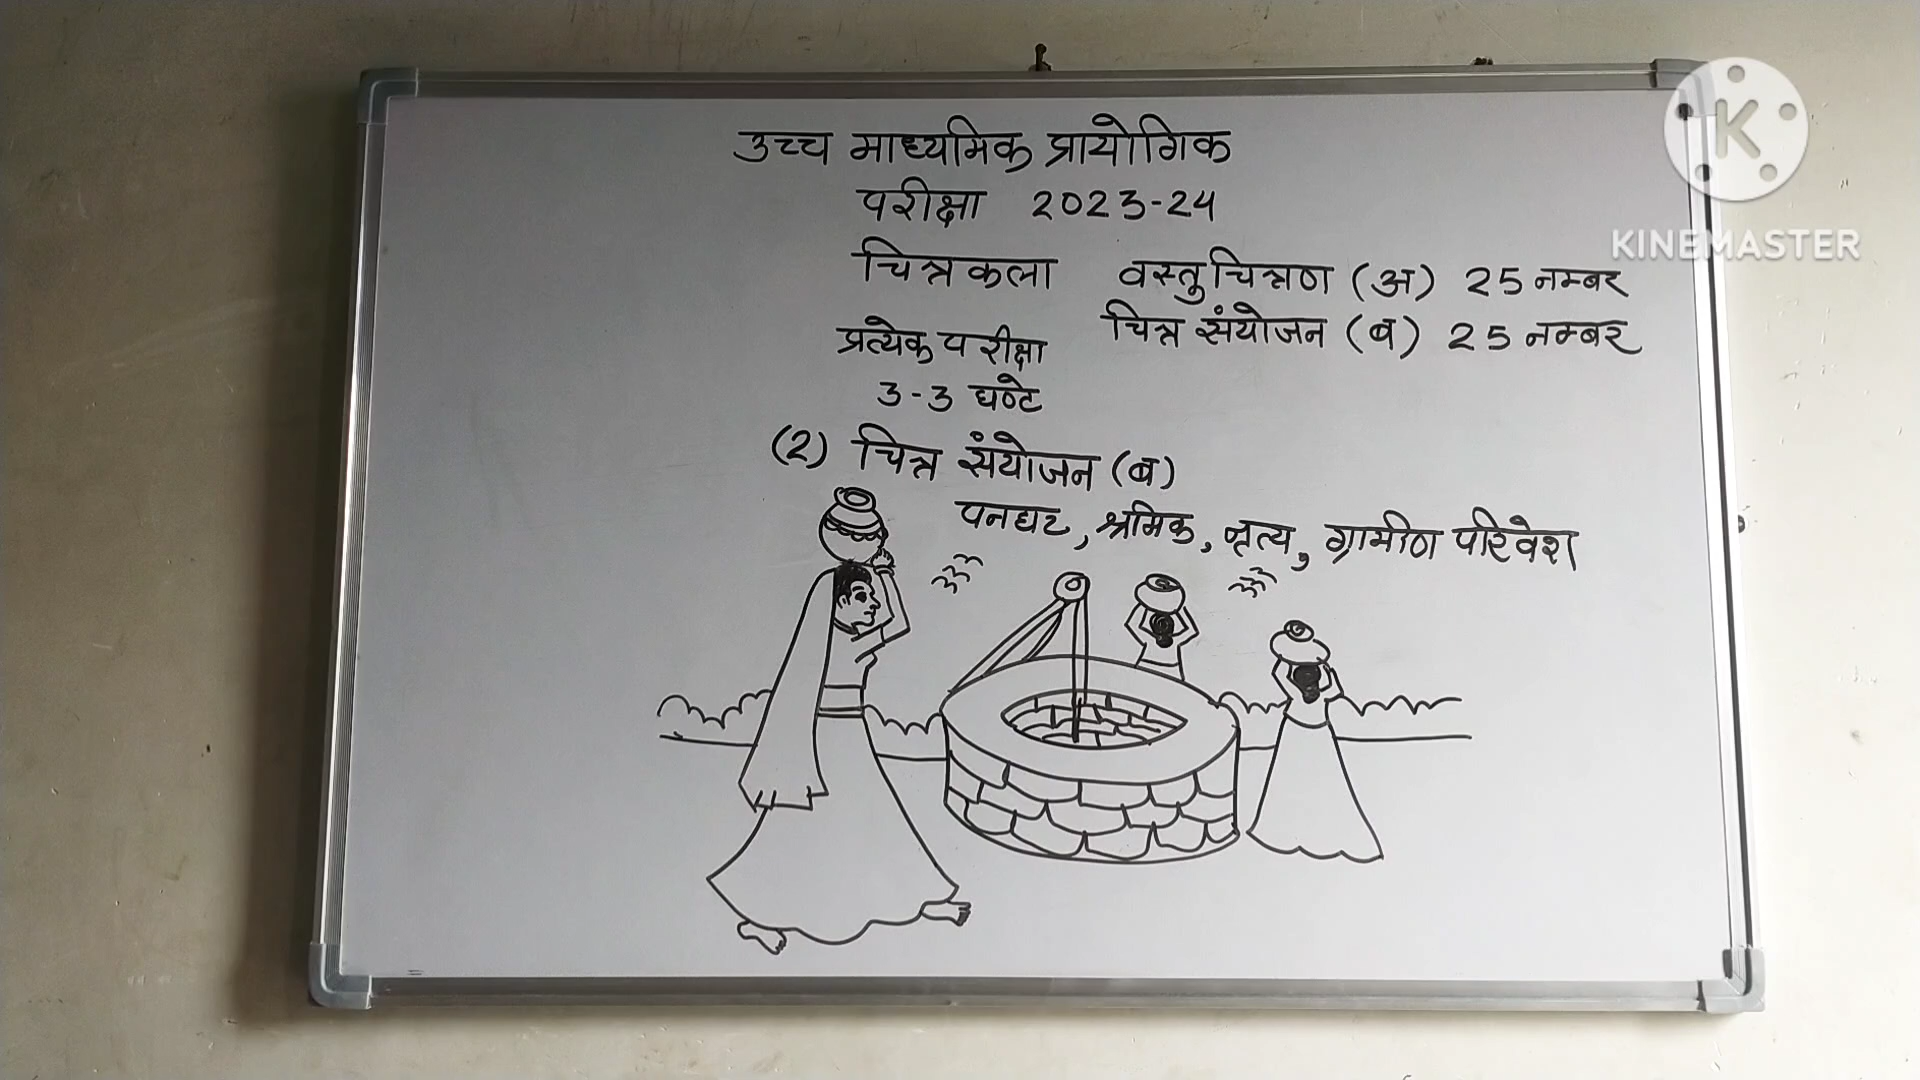 उच्च माध्यमिक प्रायोगिक
परीक्षा 2023-24
चित्रकला वस्तु चित्रण (अ) 25 नम्बर
चित्र संयोजन (ब) 25 नम्बर
प्रत्येक परीक्षा
3-3 घण्टे
(2) चित्र संयोजन (ब)
पनघट, श्रमिक, नृत्य, ग्रामीण परिवेश
K
KINEMASTER